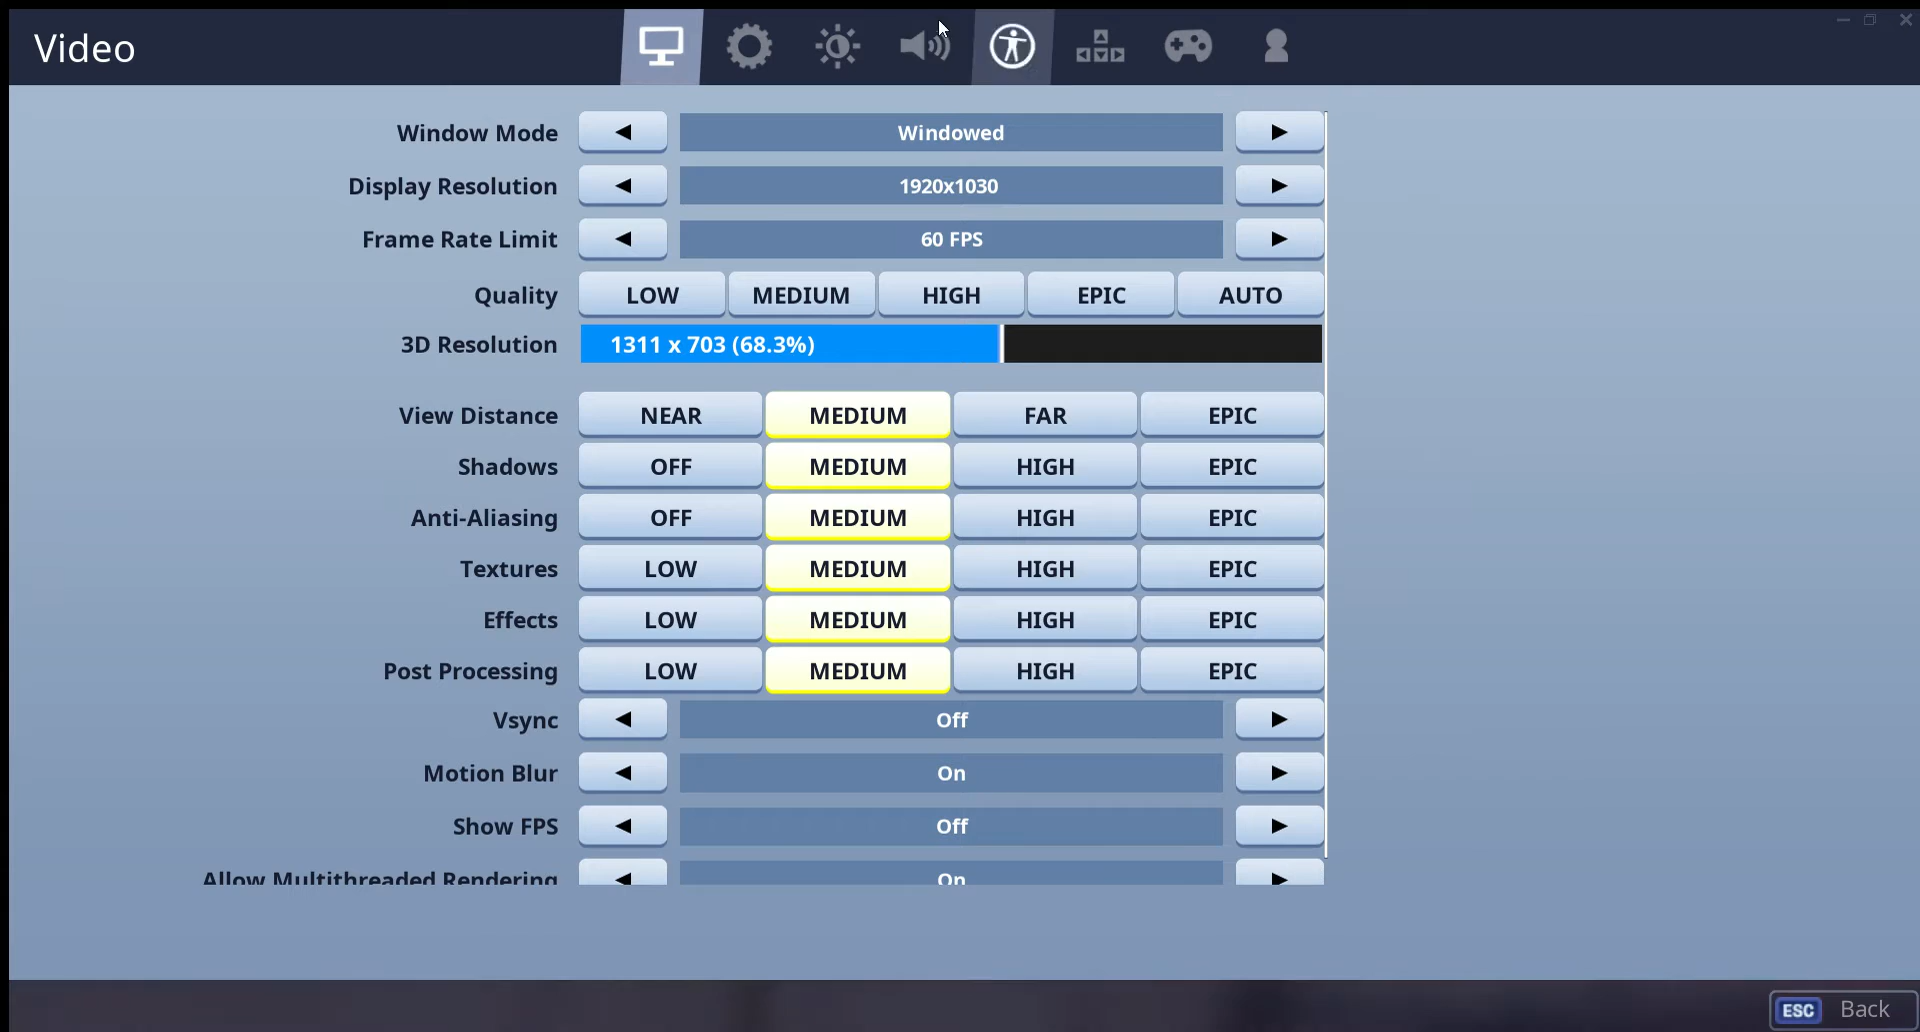 Video
Window Mode Windowed
Display Resolution 1920x1030
Frame Rate Limit 60 FPS
Quality LOW MEDIUM HIGH EPIC AUTO
3D Resolution 1311 x 703 (68.3%)
View Distance NEAR MEDIUM FAR EPIC
Shadows OFF MEDIUM HIGH EPIC
Anti-Aliasing OFF MEDIUM HIGH EPIC
Textures LOW MEDIUM HIGH EPIC
Effects LOW MEDIUM HIGH EPIC
Post Processing LOW MEDIUM HIGH EPIC
Vsync Off
Motion Blur On
Show FPS Off
Allow Multithreaded Rendering On
ESC Back